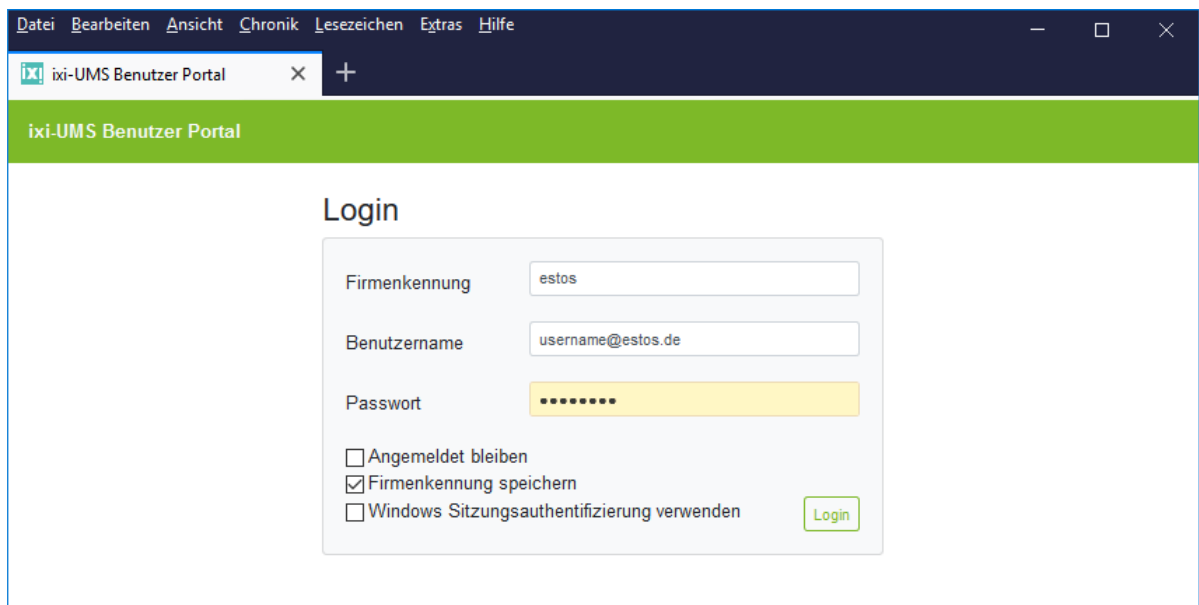 Datei Bearbeiten Ansicht Chronik Lesezeichen Extras Hilfe
ixi ixi-UMS Benutzer Portal
ixi-UMS Benutzer Portal
Login
Firmenkennung estos
Benutzername username@estos.de
Passwort ••••••••
Angemeldet bleiben
Firmenkennung speichern
Windows Sitzungsauthentifizierung verwenden Login